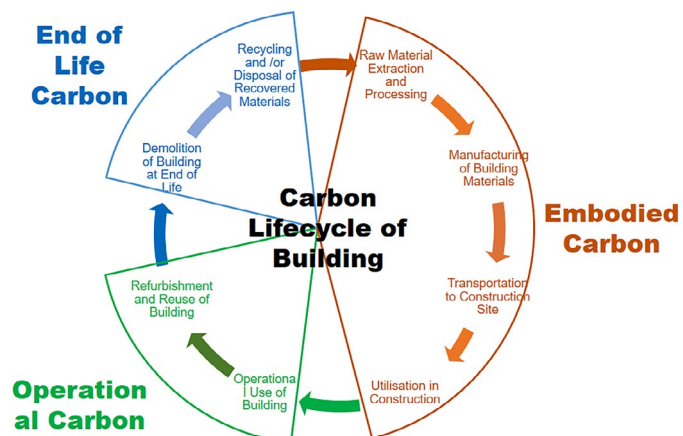 End of
Life
Carbon
Recycling
and /or
Disposal of
Recovered
Materials
Demolition
of Building
at End of
Life
Raw Material
Extraction
and
Processing
Manufacturing
of Building
Materials
Carbon
Lifecycle of
Building
Embodied
Carbon
Transportation
to Construction
Site
Utilisation in
Construction
Refurbishment
and Reuse of
Building
Operationa
l Use of
Building
Operation
al Carbon